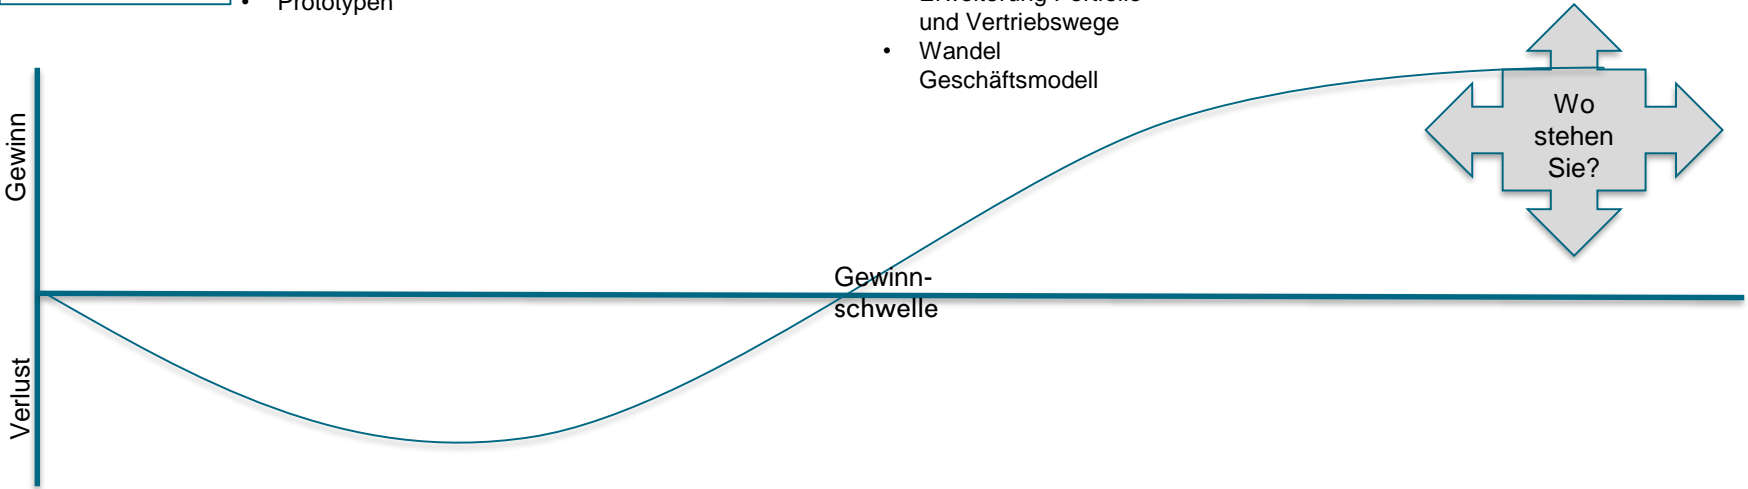 • Prototypen
und Vertriebswege
• Wandel
Geschäftsmodell
Gewinn
Wo
stehen
Sie?
Gewinn-
schwelle
Verlust